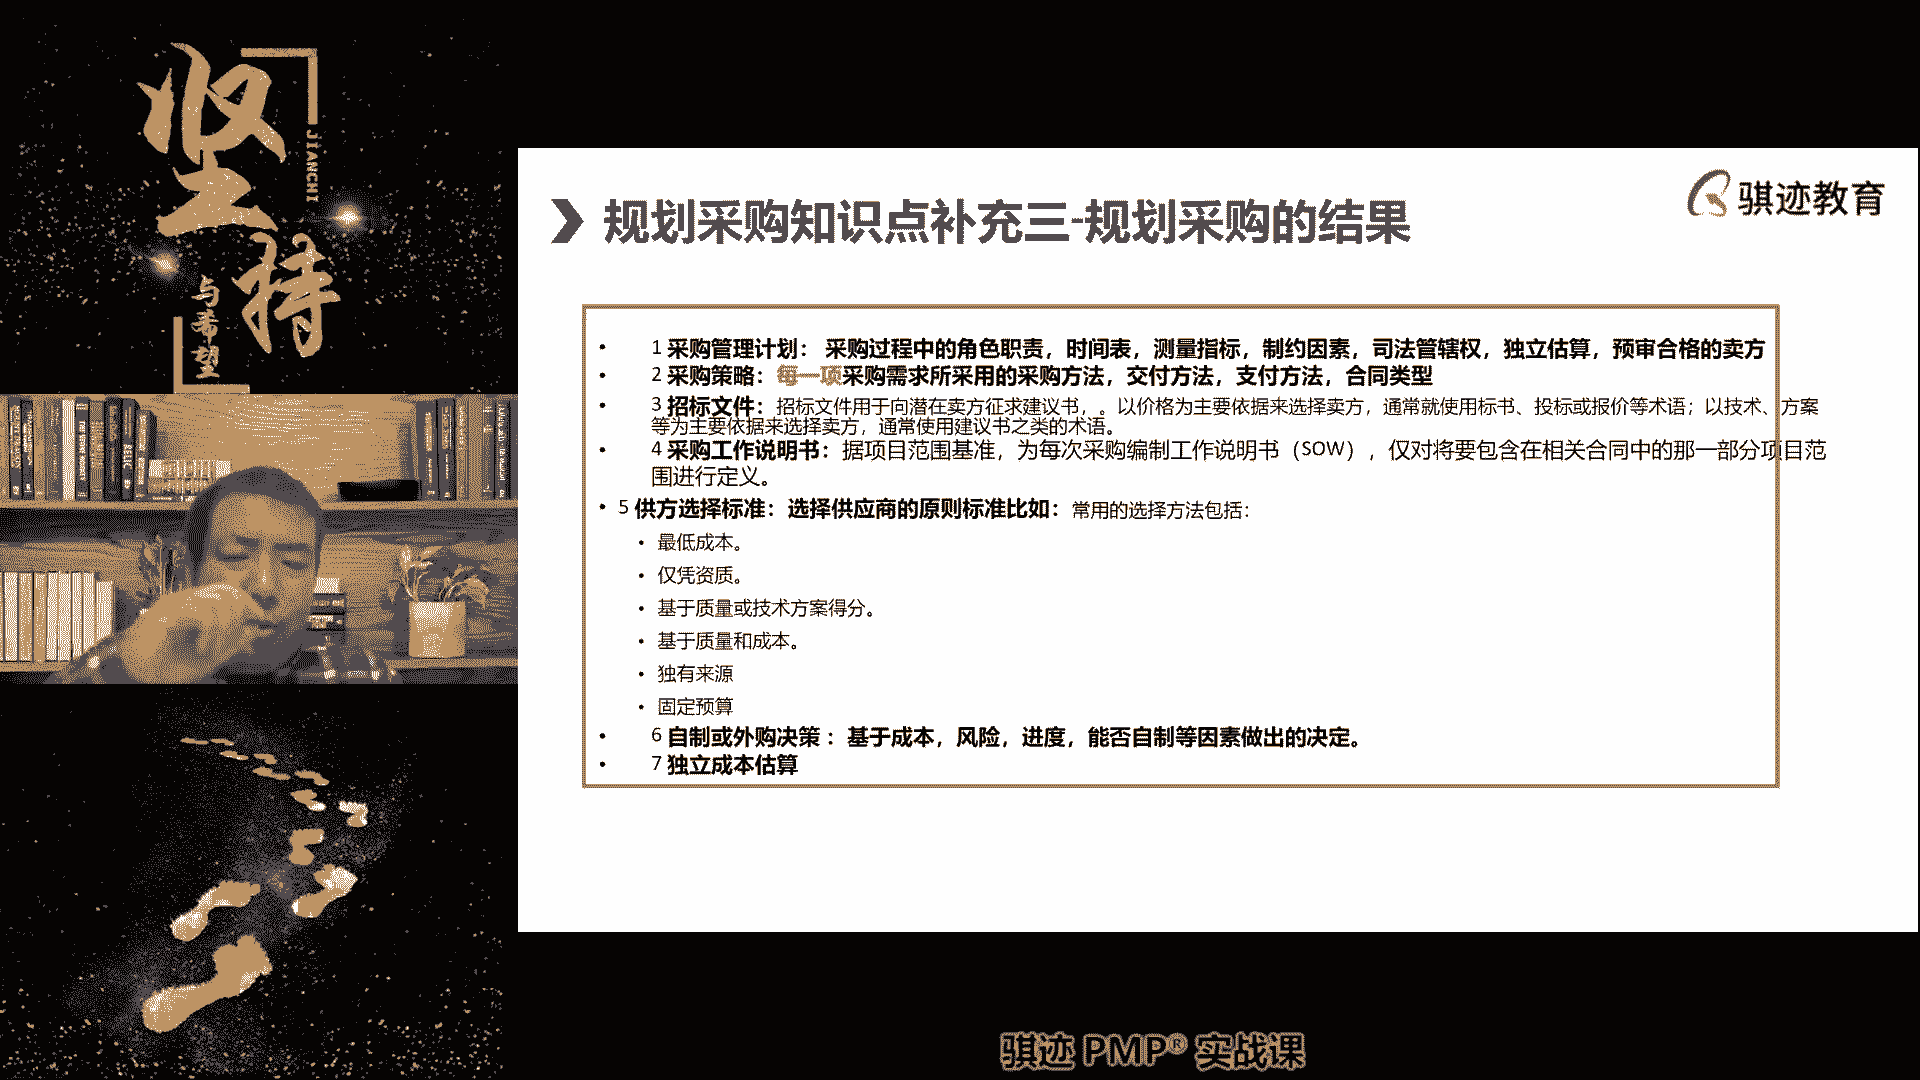 坚持
JIANCHI
与希望
骐迹教育
规划采购知识点补充三-规划采购的结果
• 1 采购管理计划： 采购过程中的角色职责，时间表，测量指标，制约因素，司法管辖权，独立估算，预审合格的卖方
• 2 采购策略：每一项采购需求所采用的采购方法，交付方法，支付方法，合同类型
• 3 招标文件：招标文件用于向潜在卖方征求建议书，。以价格为主要依据来选择卖方，通常就使用标书、投标或报价等术语；以技术、方案
等为主要依据来选择卖方，通常使用建议书之类的术语。
• 4 采购工作说明书：据项目范围基准，为每次采购编制工作说明书（SOW），仅对将要包含在相关合同中的那一部分项目范
围进行定义。
• 5 供方选择标准：选择供应商的原则标准比如：常用的选择方法包括：
• 最低成本。
• 仅凭资质。
• 基于质量或技术方案得分。
• 基于质量和成本。
• 独有来源
• 固定预算
• 6 自制或外购决策 ：基于成本，风险，进度，能否自制等因素做出的决定。
• 7 独立成本估算
骐迹 PMP® 实战课